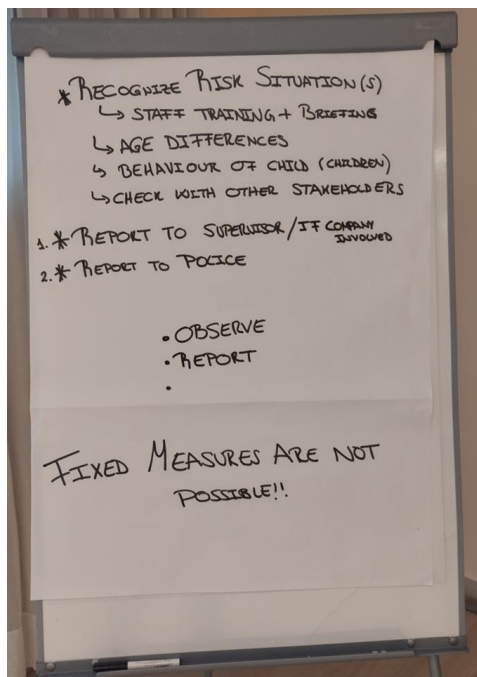 * RECOGNIZE RISK SITUATION(S)
↳ STAFF TRAINING + BRIEFING
↳ AGE DIFFERENCES
↳ BEHAVIOUR OF CHILD (CHILDREN)
↳ CHECK WITH OTHER STAKEHOLDERS
1. * REPORT TO SUPERVISOR / IF COMPANY
INVOLVED
2. * REPORT TO POLICE
• OBSERVE
• REPORT
•
FIXED MEASURES ARE NOT
POSSIBLE!!